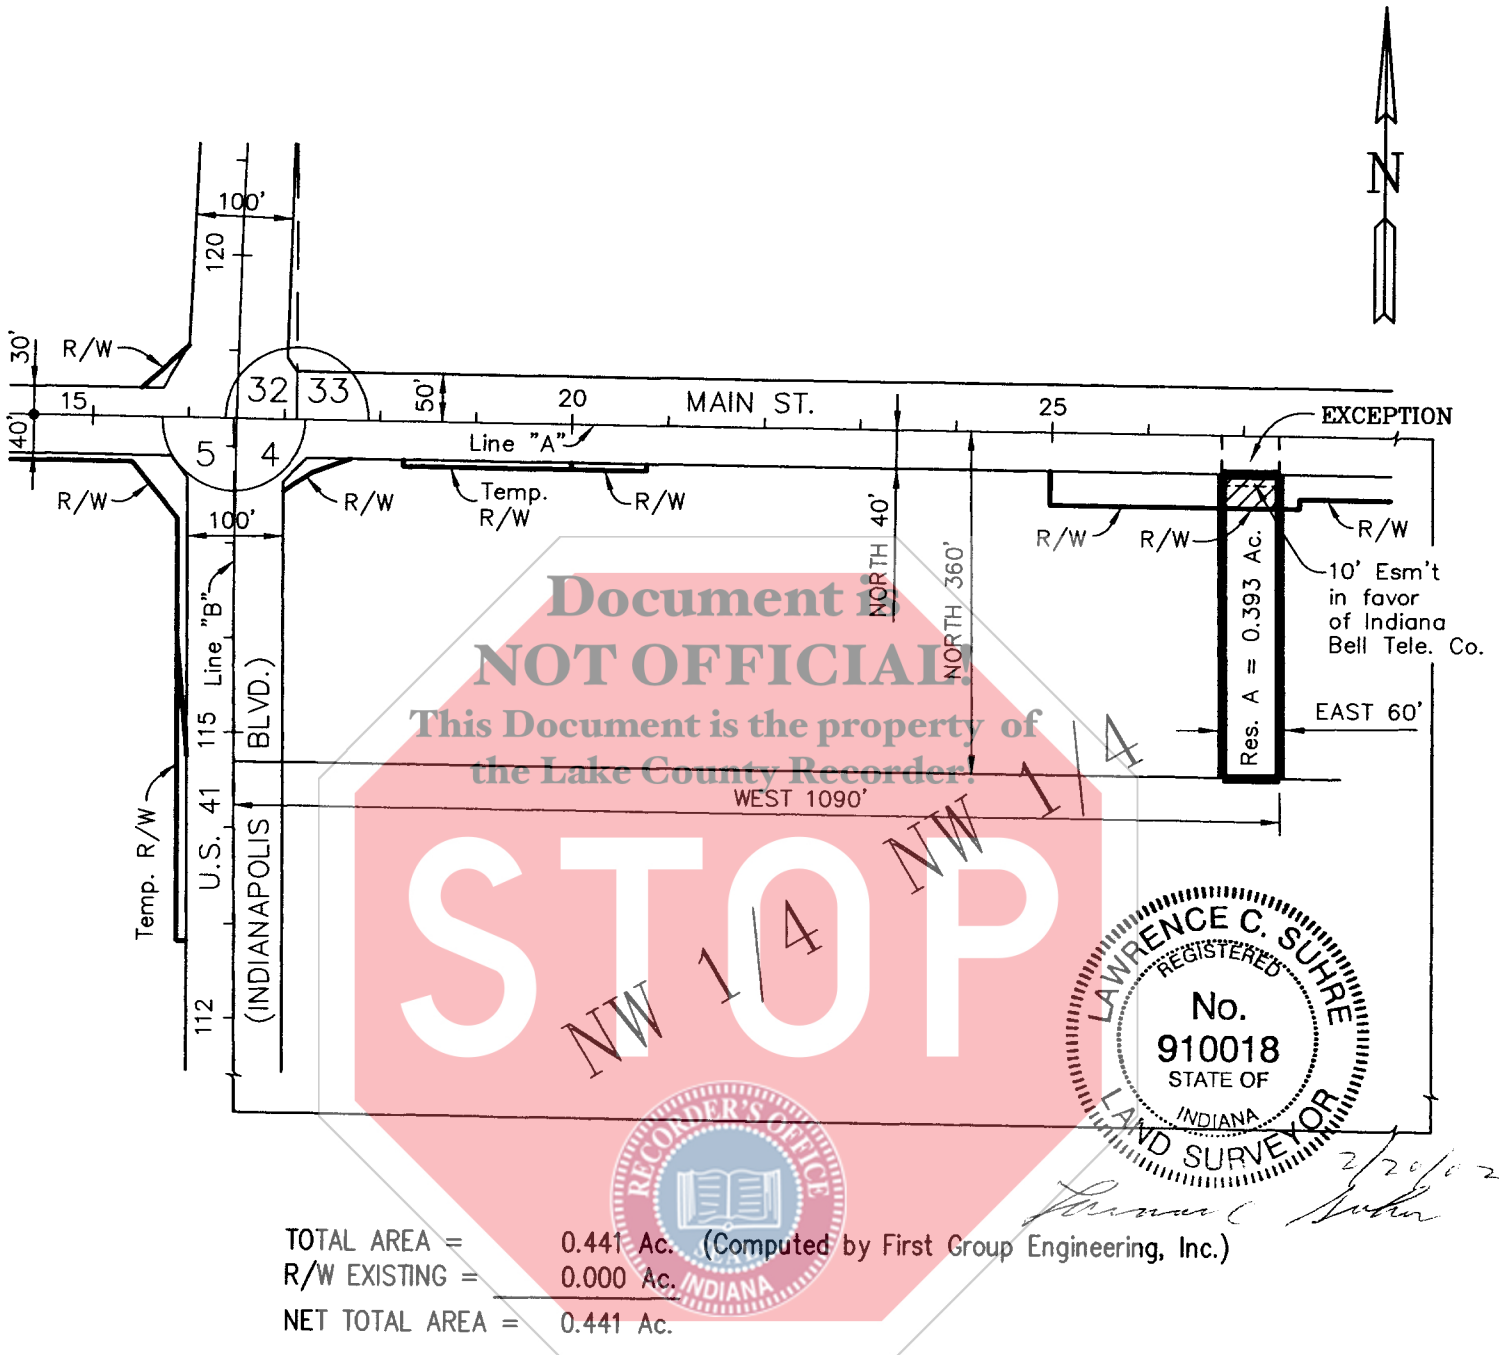 N
100'
120
30'
R/W
32 33
15
50'
20
MAIN ST.
25
EXCEPTION
40'
5 4
Line "A"
R/W
R/W
Temp.
R/W
R/W
R/W
R/W
R/W
100'
NORTH 40'
NORTH 360'
10' Esm't
in favor
of Indiana
Bell Tele. Co.
Document is
NOT OFFICIAL!
This Document is the property of
the Lake County Recorder!
Line "B"
Res. A = 0.393 Ac.
EAST 60'
115
WEST 1090'
Temp. R/W
U.S. 41
(INDIANAPOLIS BLVD.)
NW 1/4 NW 1/4
STOP
112
LAWRENCE C. SUHRE
REGISTERED
No.
910018
STATE OF
INDIANA
LAND SURVEYOR
2/20/02
RECORDER'S OFFICE
SEAL
INDIANA
TOTAL AREA = 0.441 Ac. (Computed by First Group Engineering, Inc.)
R/W EXISTING = 0.000 Ac.
NET TOTAL AREA = 0.441 Ac.